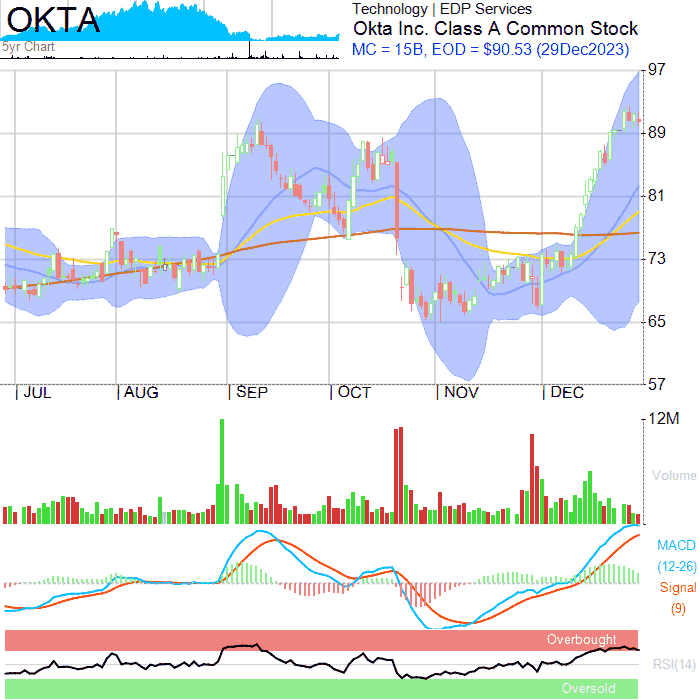 OKTA
5yr Chart
Technology | EDP Services
Okta Inc. Class A Common Stock
MC = 15B, EOD = $90.53 (29Dec2023)
97
89
81
73
65
57
JUL AUG SEP OCT NOV DEC
12M
Volume
MACD
(12-26)
Signal
(9)
Overbought
RSI(14)
Oversold